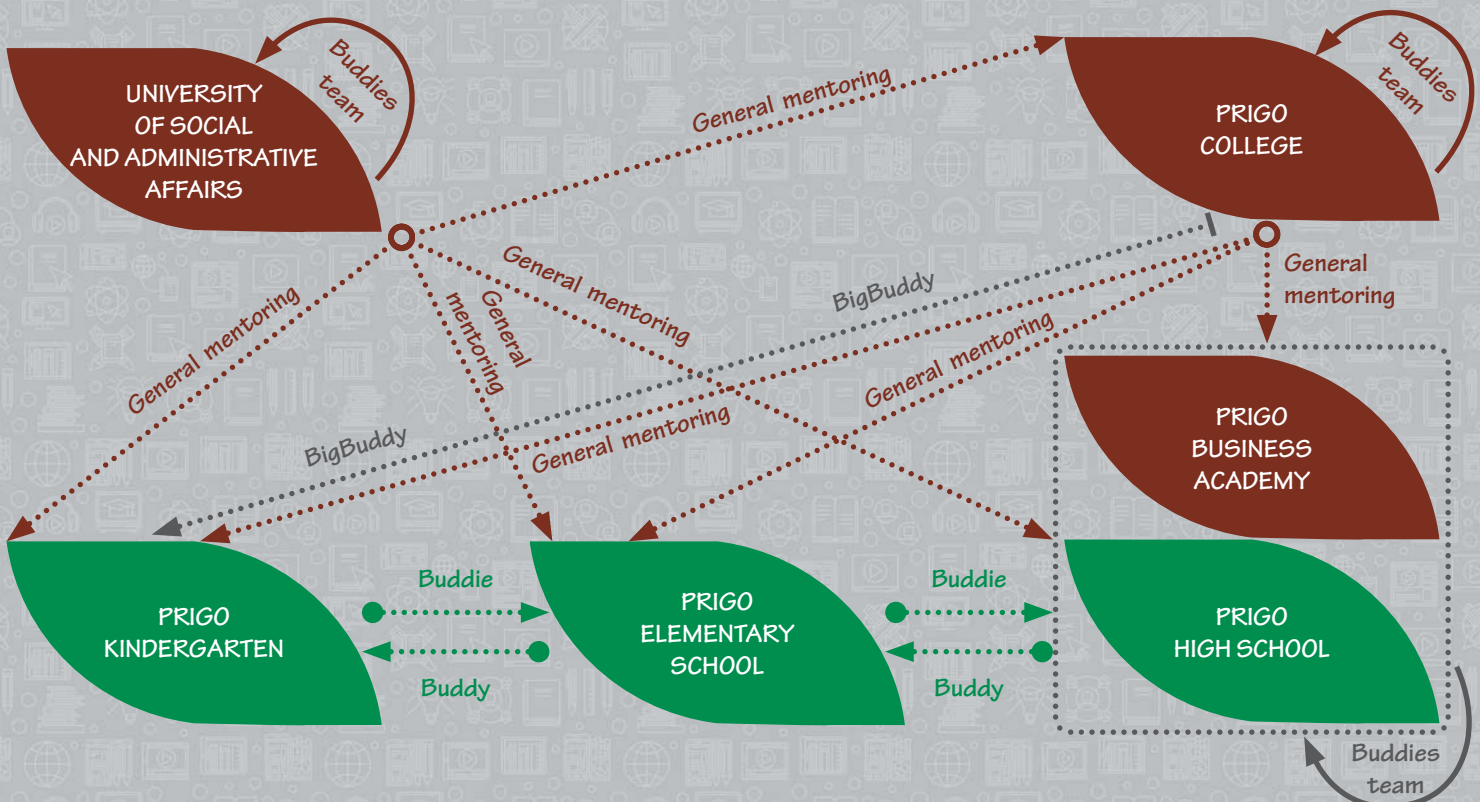 UNIVERSITY
OF SOCIAL
AND ADMINISTRATIVE
AFFAIRS
Buddies
team
General mentoring
PRIGO
COLLEGE
Buddies
team
General mentoring
General
mentoring
General mentoring
BigBuddy
General
mentoring
General mentoring
BigBuddy
General mentoring
PRIGO
BUSINESS
ACADEMY
PRIGO
KINDERGARTEN
Buddie
Buddy
PRIGO
ELEMENTARY
SCHOOL
Buddie
Buddy
PRIGO
HIGH SCHOOL
Buddies
team